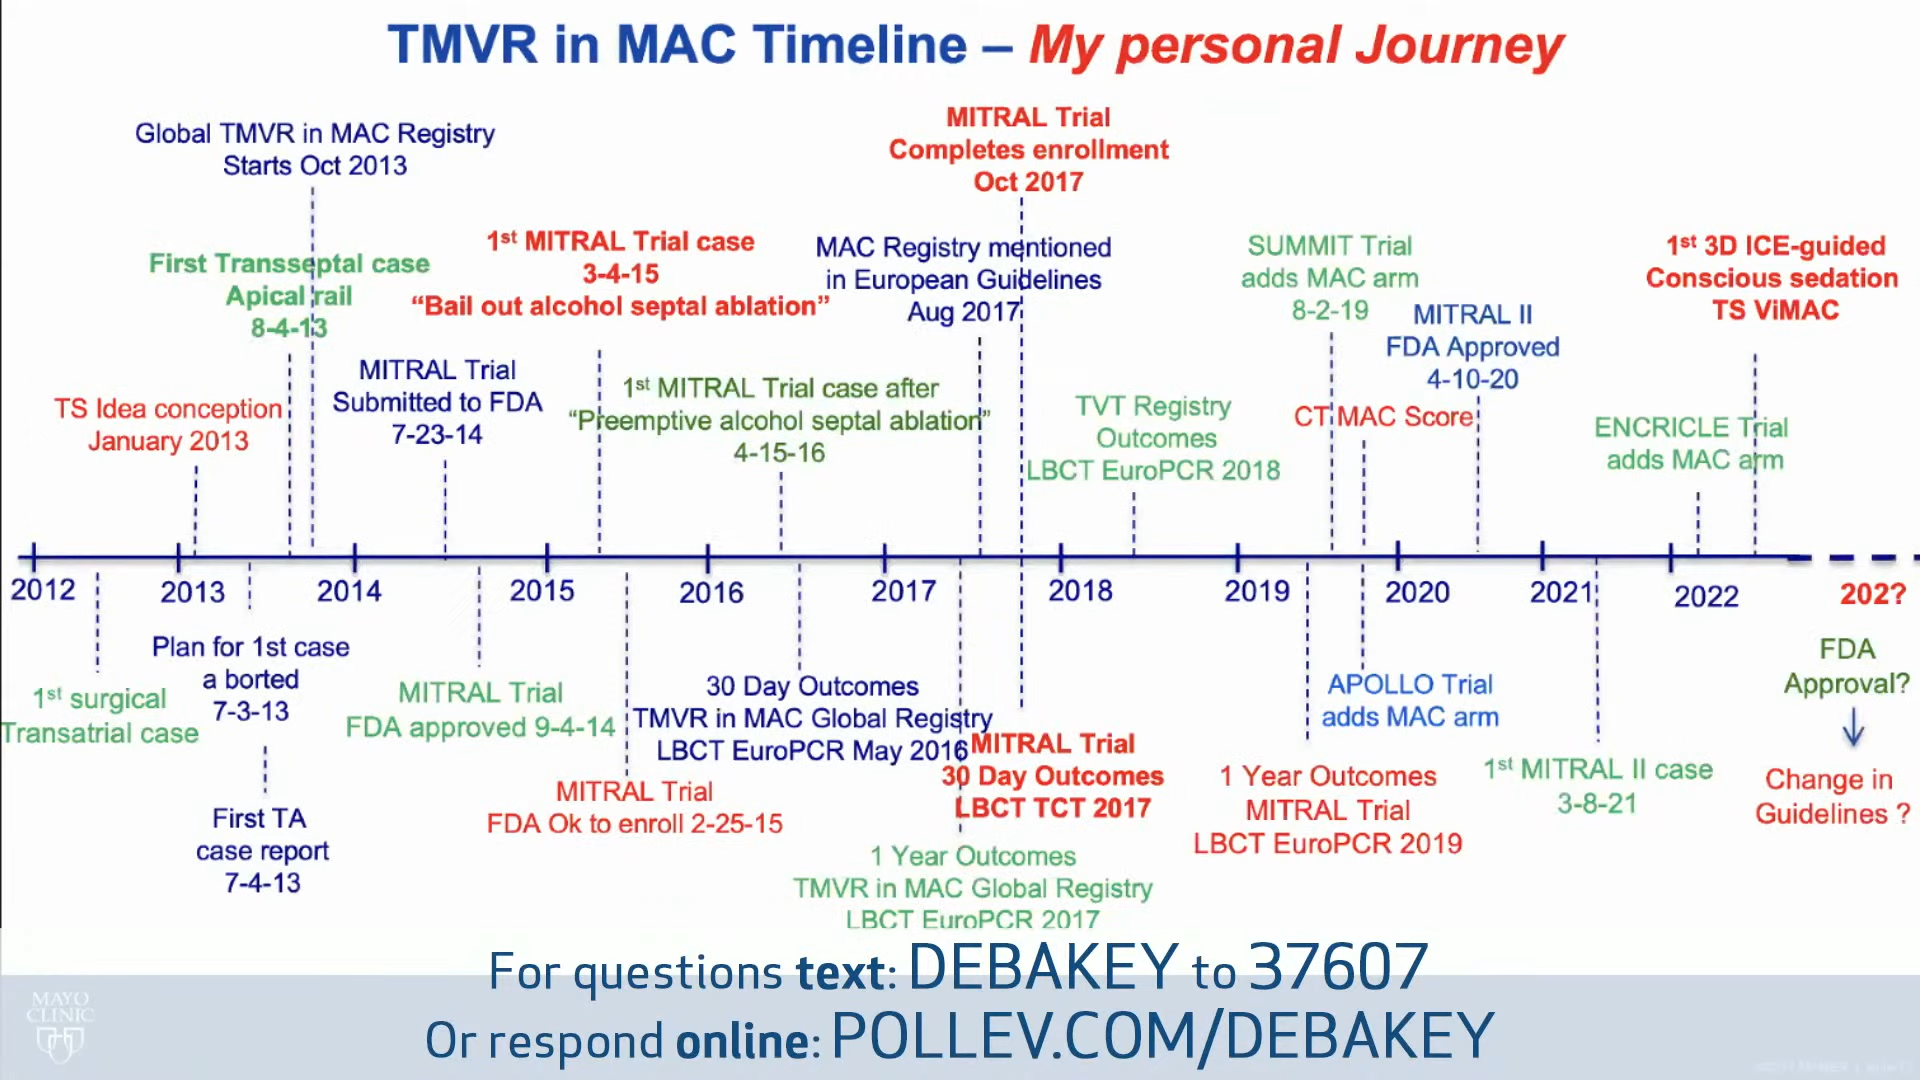 TMVR in MAC Timeline – My personal Journey
Global TMVR in MAC Registry
Starts Oct 2013
MITRAL Trial
Completes enrollment
Oct 2017
First Transseptal case
Apical rail
8-4-13
1st MITRAL Trial case
3-4-15
“Bail out alcohol septal ablation”
MAC Registry mentioned
in European Guidelines
Aug 2017
SUMMIT Trial
adds MAC arm
8-2-19
MITRAL II
FDA Approved
4-10-20
1st 3D ICE-guided
Conscious sedation
TS ViMAC
TS Idea conception
January 2013
MITRAL Trial
Submitted to FDA
7-23-14
1st MITRAL Trial case after
“Preemptive alcohol septal ablation”
4-15-16
TVT Registry
Outcomes
LBCT EuroPCR 2018
CT MAC Score
ENCRICLE Trial
adds MAC arm
2012 2013 2014 2015 2016 2017 2018 2019 2020 2021 2022 202?
1st surgical
Transatrial case
Plan for 1st case
a borted
7-3-13
First TA
case report
7-4-13
MITRAL Trial
FDA approved 9-4-14
MITRAL Trial
FDA Ok to enroll 2-25-15
30 Day Outcomes
TMVR in MAC Global Registry
LBCT EuroPCR May 2016
MITRAL Trial
30 Day Outcomes
LBCT TCT 2017
1 Year Outcomes
TMVR in MAC Global Registry
LBCT EuroPCR 2017
1 Year Outcomes
MITRAL Trial
LBCT EuroPCR 2019
APOLLO Trial
adds MAC arm
1st MITRAL II case
3-8-21
FDA
Approval?
Change in
Guidelines ?
For questions text: DEBAKEY to 37607
Or respond online: POLLEV.COM/DEBAKEY
MAYO
CLINIC